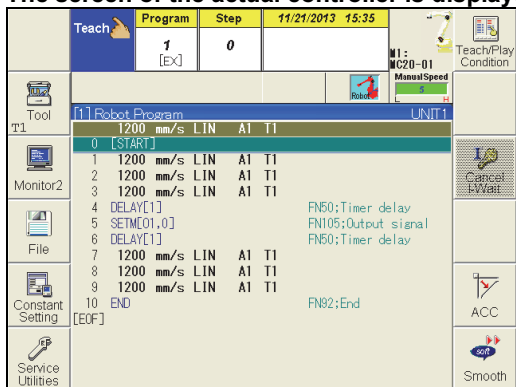 The screen of the actual controller is display
Teach
Program
1
[EX]
Step
0
11/21/2013 15:35
M1:
MC20-01
Teach/Play
Condition
Robot
Manual Speed
5
L H
Tool
T1
Monitor2
File
Constant
Setting
Service
Utilities
[1] Robot Program UNIT1
1200 mm/s LIN A1 T1
0 [START]
1 1200 mm/s LIN A1 T1
2 1200 mm/s LIN A1 T1
3 1200 mm/s LIN A1 T1
4 DELAY[1] FN50;Timer delay
5 SETM[O1,0] FN105;Output signal
6 DELAY[1] FN50;Timer delay
7 1200 mm/s LIN A1 T1
8 1200 mm/s LIN A1 T1
9 1200 mm/s LIN A1 T1
10 END FN92;End
[EOF]
Cancel
I-Wait
ACC
soft
Smooth